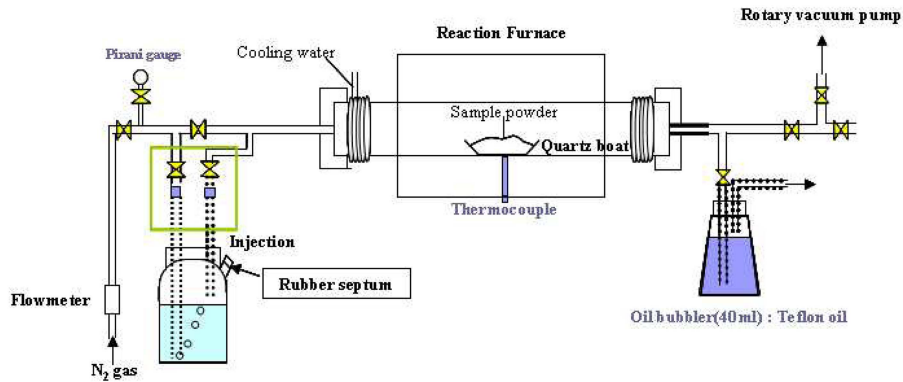 Rotary vacuum pump
Reaction Furnace
Cooling water
Pirani gauge
Sample powder
Quartz boat
Thermocouple
Injection
Rubber septum
Flowmeter
Oil bubbler(40ml) : Teflon oil
N₂ gas